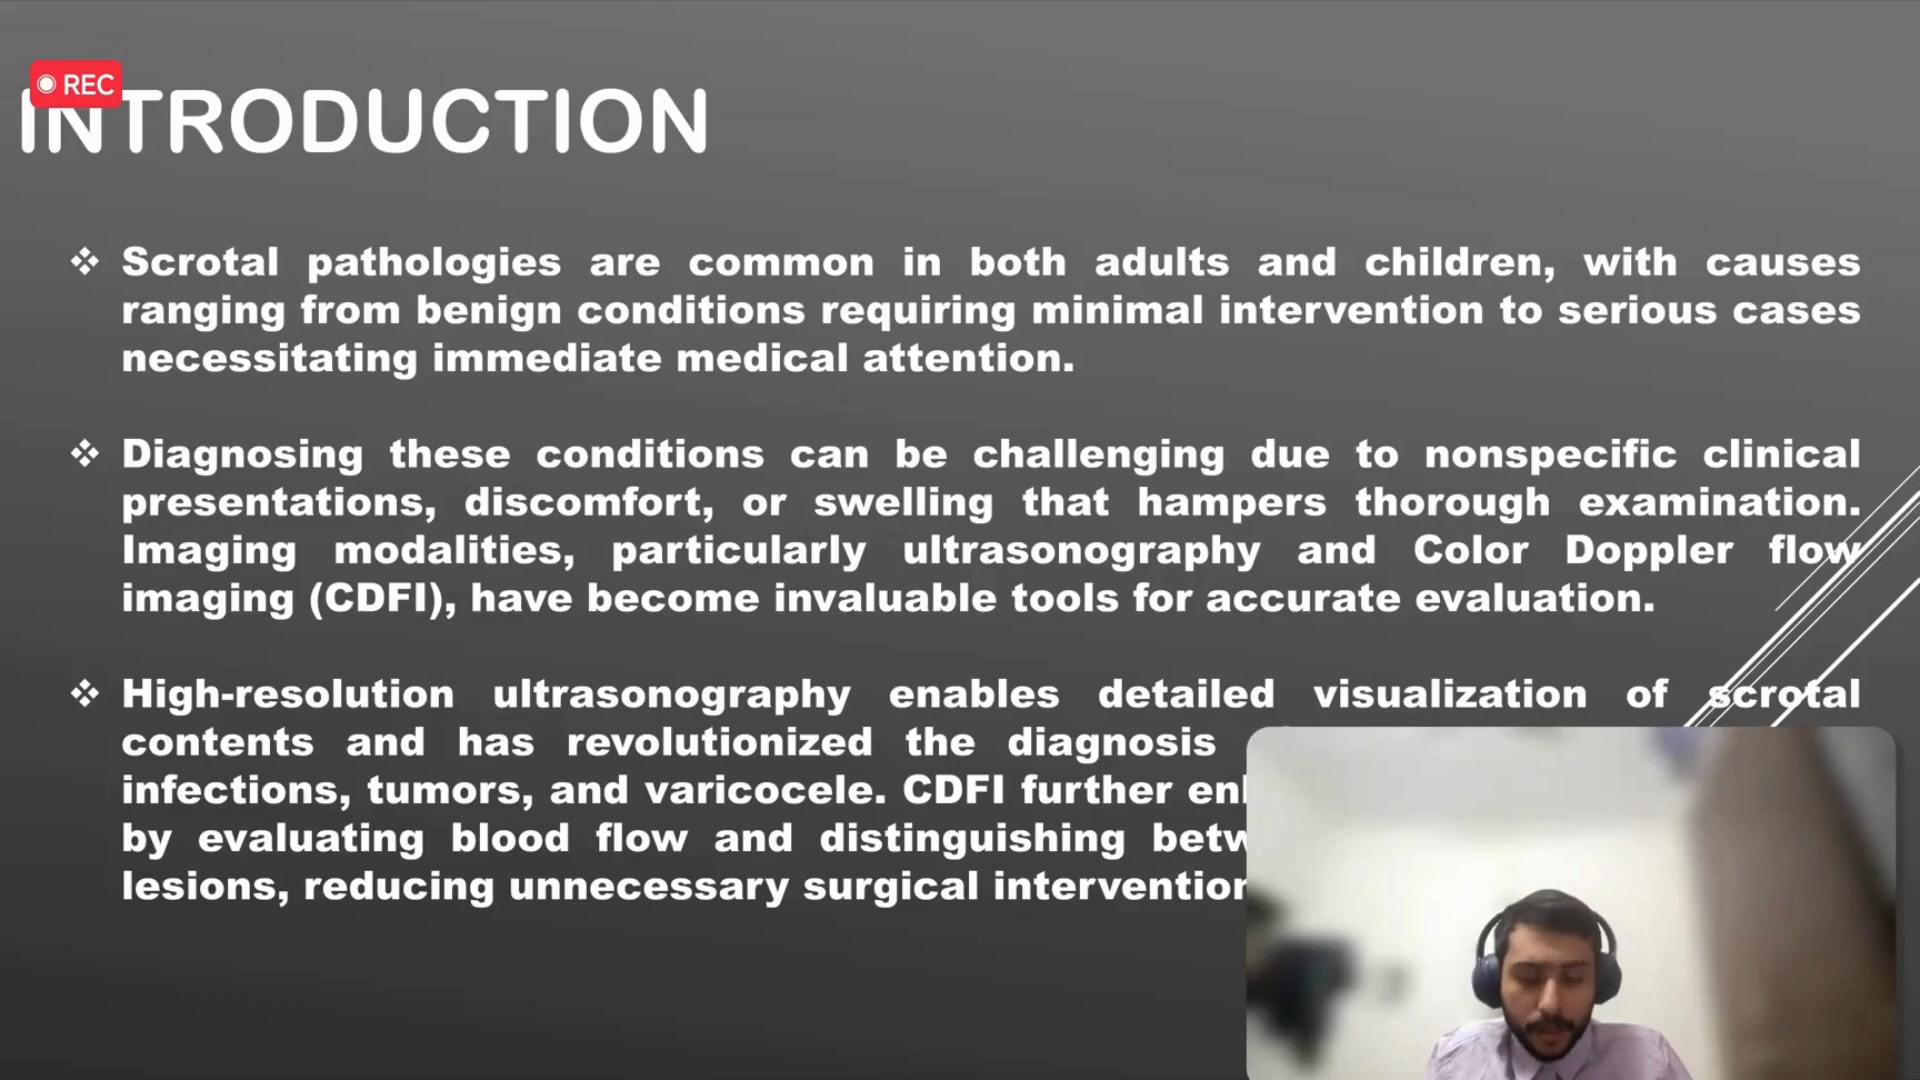 REC
INTRODUCTION
❖ Scrotal pathologies are common in both adults and children, with causes
ranging from benign conditions requiring minimal intervention to serious cases
necessitating immediate medical attention.
❖ Diagnosing these conditions can be challenging due to nonspecific clinical
presentations, discomfort, or swelling that hampers thorough examination.
Imaging modalities, particularly ultrasonography and Color Doppler flow
imaging (CDFI), have become invaluable tools for accurate evaluation.
❖ High-resolution ultrasonography enables detailed visualization of scrotal
contents and has revolutionized the diagnosis
infections, tumors, and varicocele. CDFI further
by evaluating blood flow and distinguishing
lesions, reducing unnecessary surgical